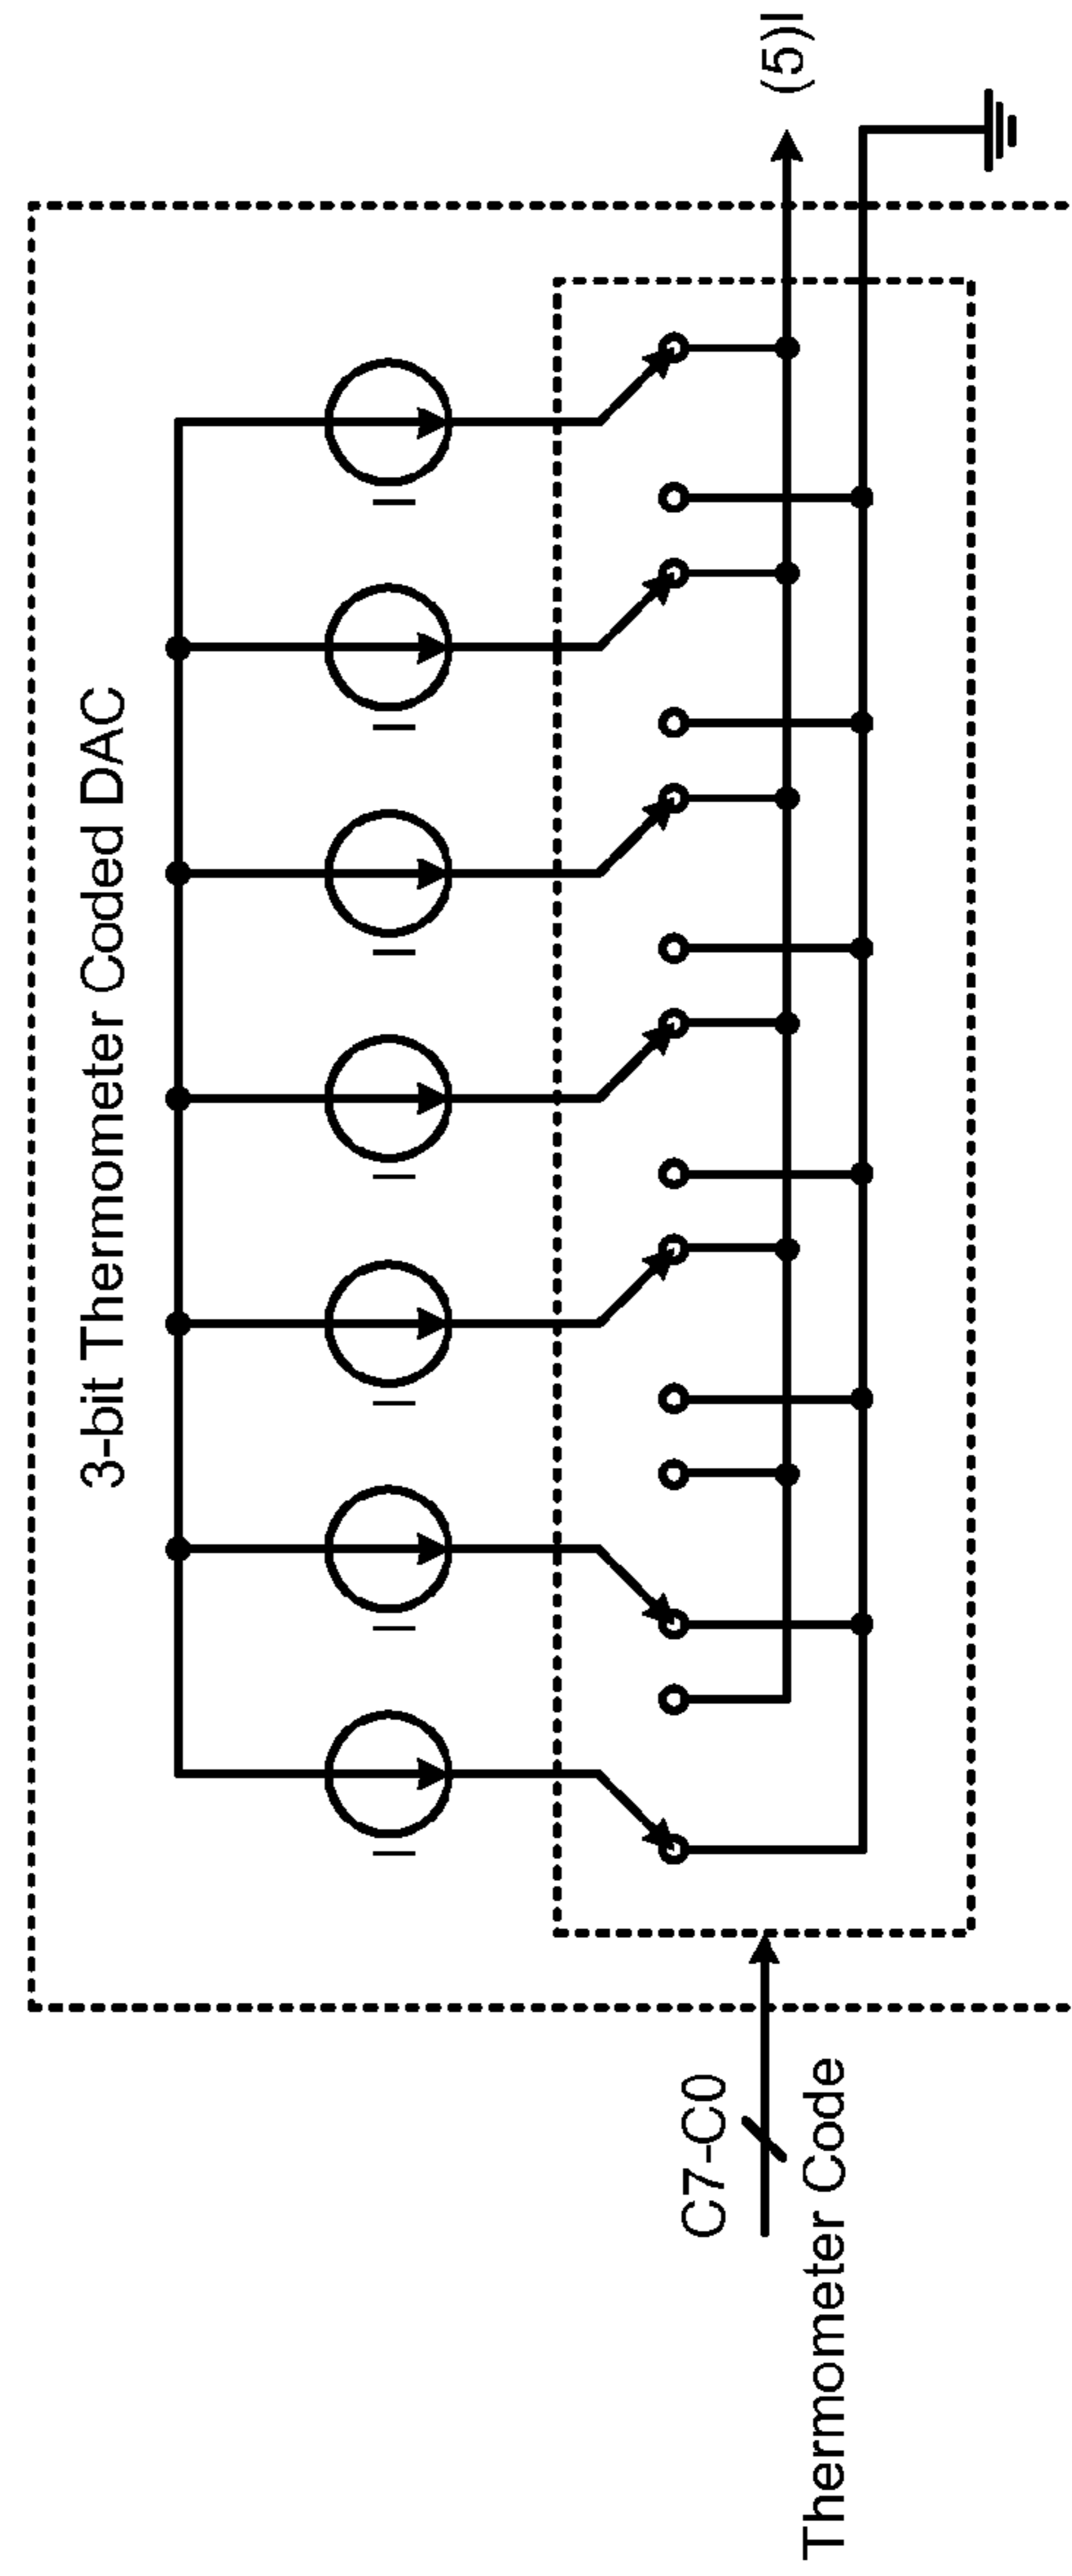 3-bit Thermometer Coded DAC
I
I
I
I
I
I
I
C7-C0
Thermometer Code
(5)I